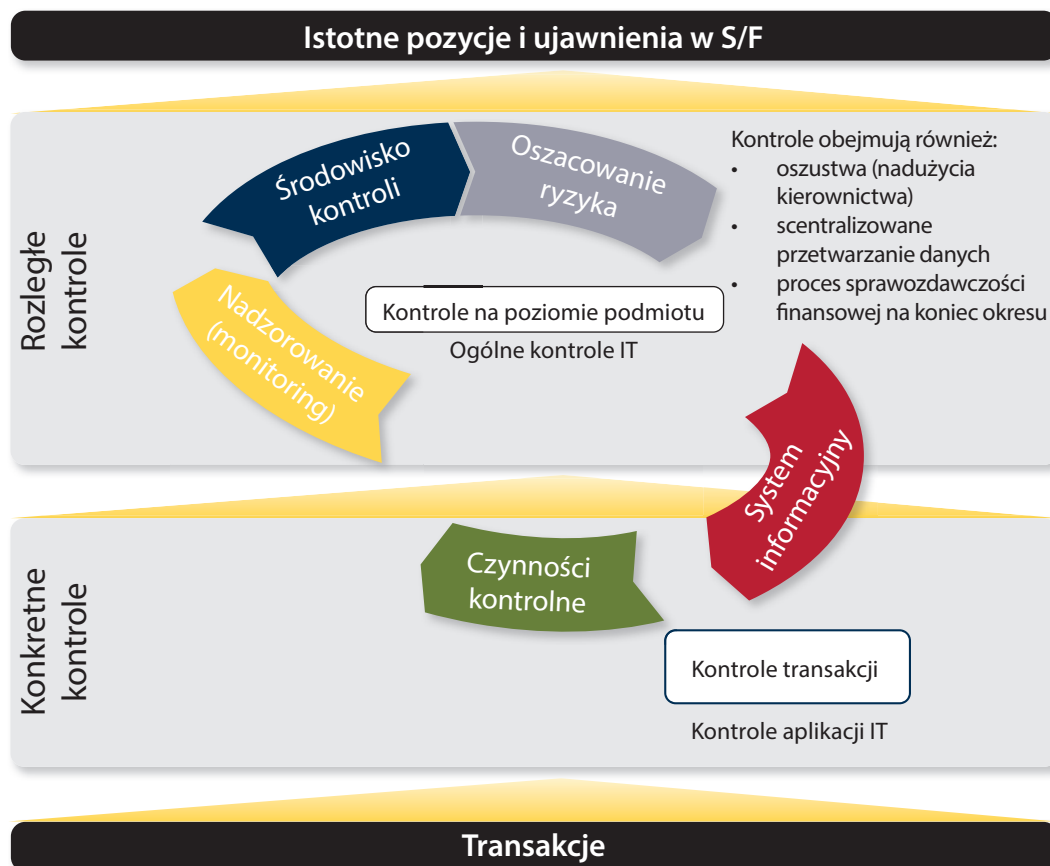 Istotne pozycje i ujawnienia w S/F
Rozległe
kontrole
Środowisko
kontroli
Oszacowanie
ryzyka
Kontrole obejmują również:
• oszustwa (nadużycia
kierownictwa)
• scentralizowane
przetwarzanie danych
• proces sprawozdawczości
finansowej na koniec okresu
Nadzorowanie
(monitoring)
Kontrole na poziomie podmiotu
Ogólne kontrole IT
System
informacyjny
Konkretne
kontrole
Czynności
kontrolne
Kontrole transakcji
Kontrole aplikacji IT
Transakcje